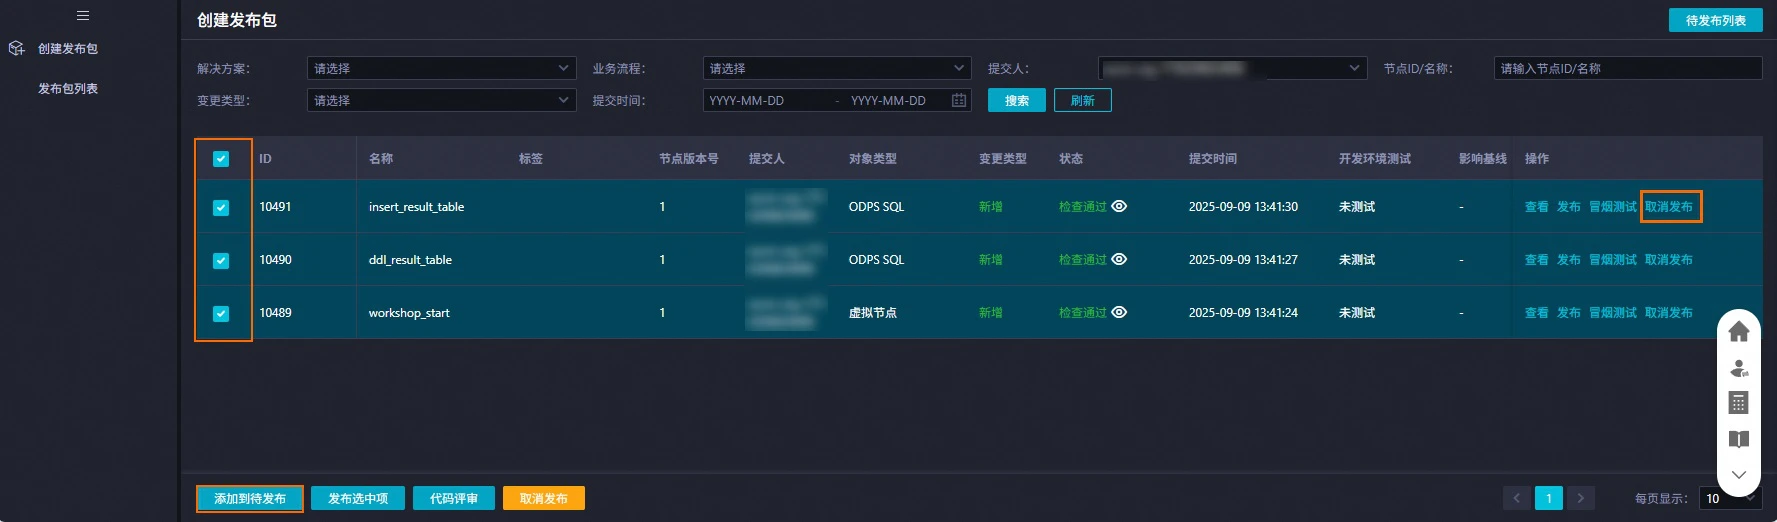 创建发布包
待发布列表
创建发布包
发布包列表
解决方案： 请选择 业务流程： 请选择 提交人： 节点ID/名称： 请输入节点ID/名称
变更类型： 请选择 提交时间： YYYY-MM-DD - YYYY-MM-DD 搜索 刷新
ID 名称 标签 节点版本号 提交人 对象类型 变更类型 状态 提交时间 开发环境测试 影响基线 操作
10491 insert_result_table 1 ODPS SQL 新增 检查通过 2025-09-09 13:41:30 未测试 - 查看 发布 冒烟测试 取消发布
10490 ddl_result_table 1 ODPS SQL 新增 检查通过 2025-09-09 13:41:27 未测试 - 查看 发布 冒烟测试 取消发布
10489 workshop_start 1 虚拟节点 新增 检查通过 2025-09-09 13:41:24 未测试 - 查看 发布 冒烟测试 取消发布
添加到待发布 发布选中项 代码评审 取消发布 1 每页显示： 10